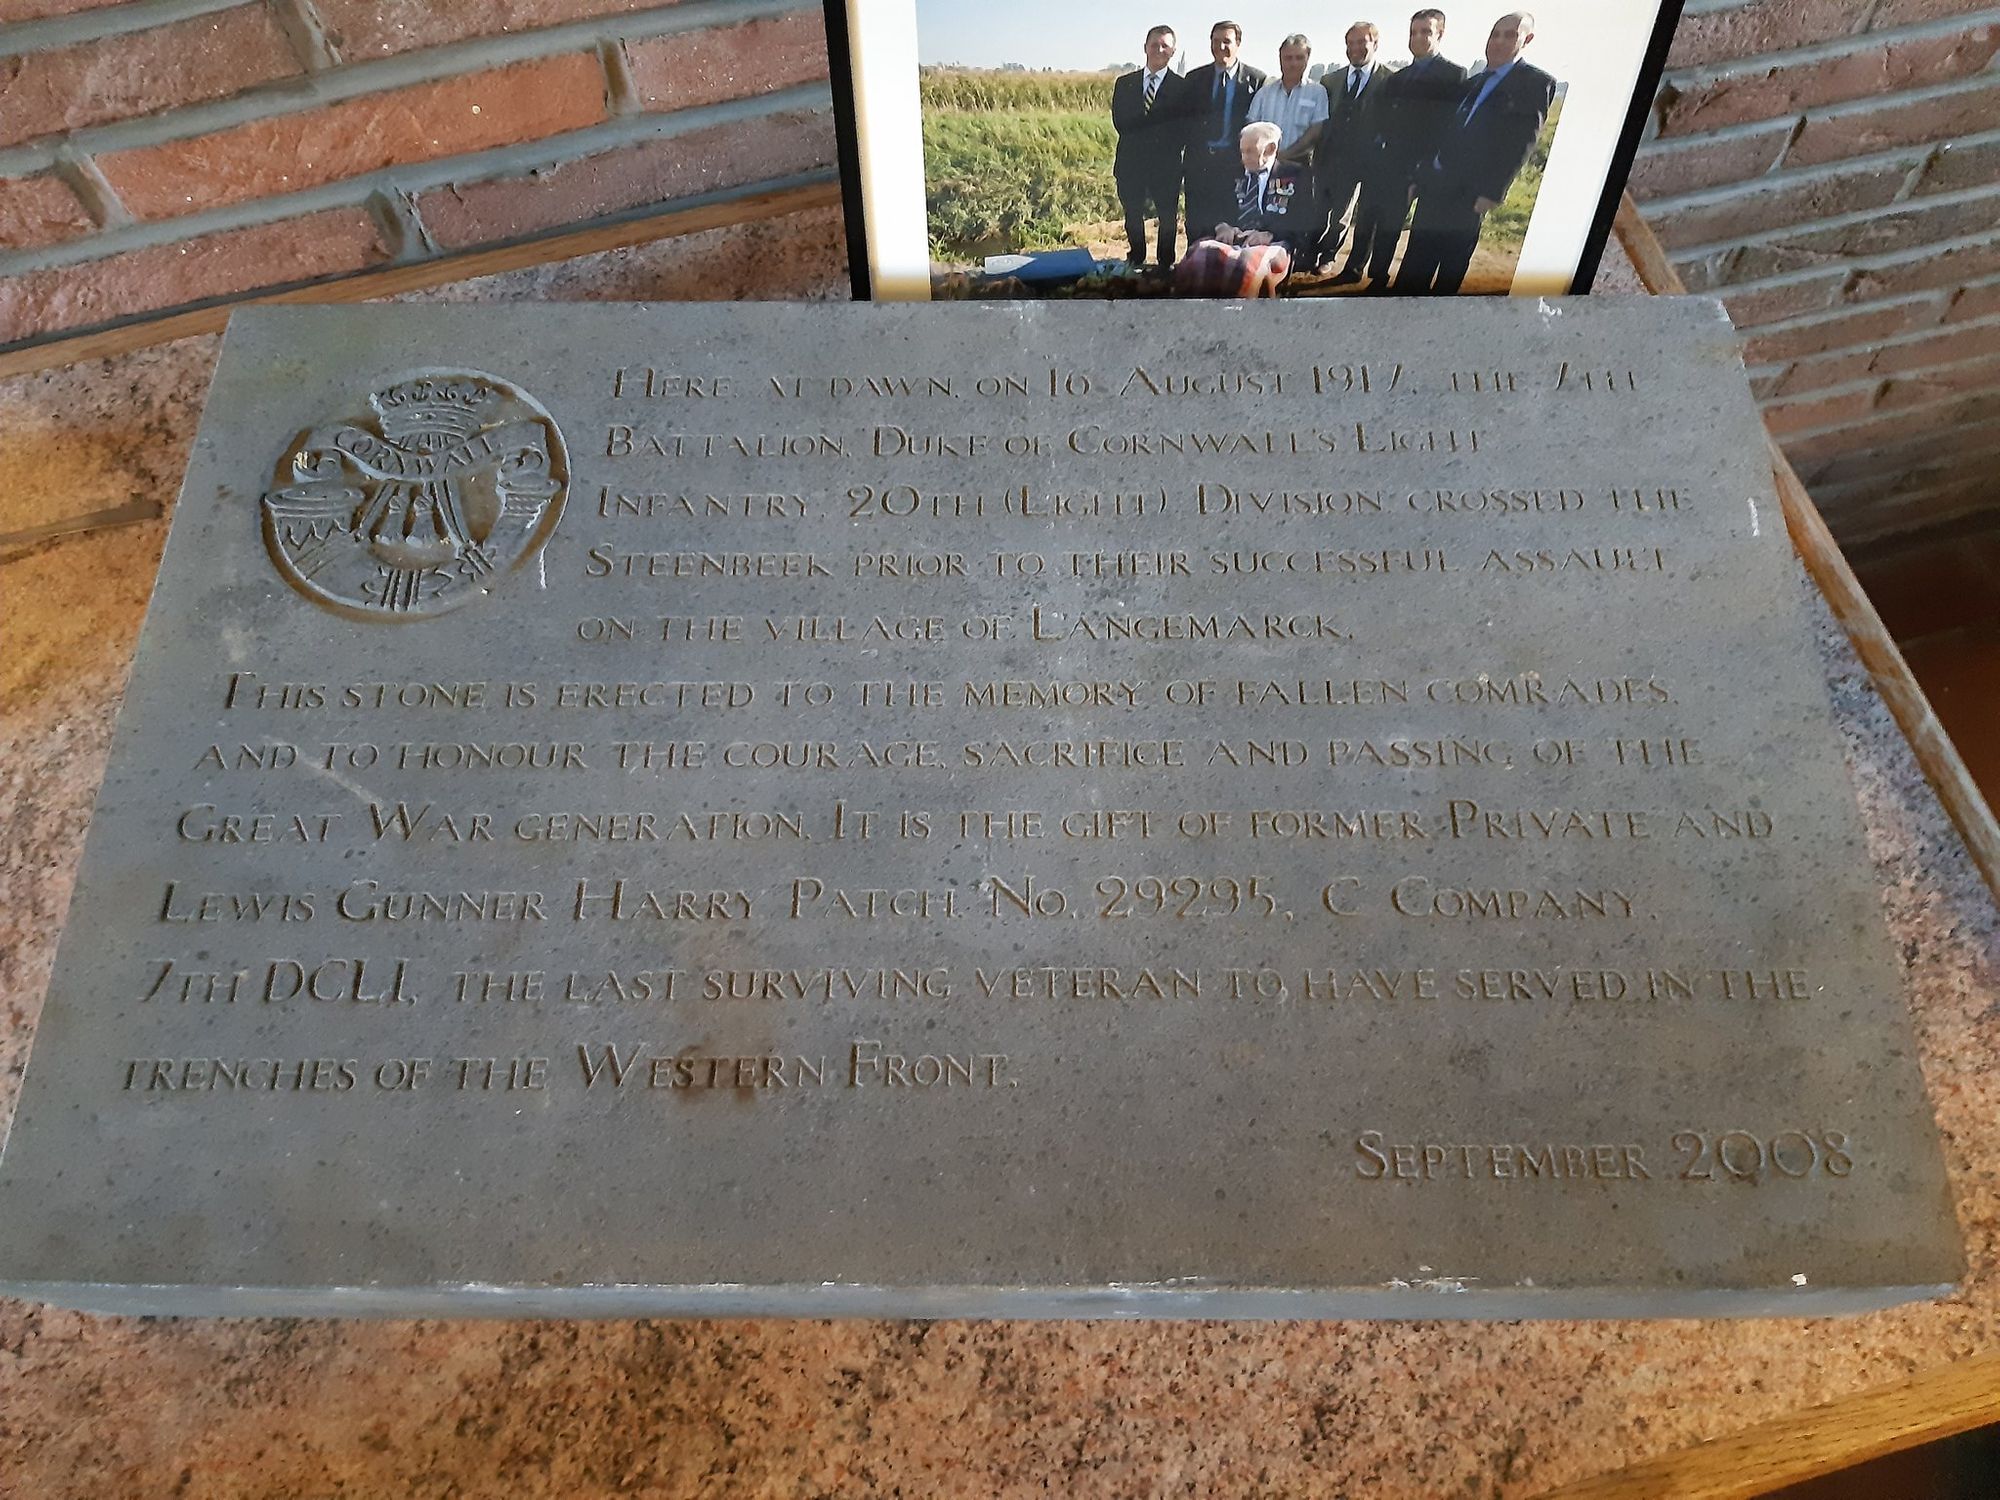 CORNWALL
HERE, AT DAWN, ON 16 AUGUST 1917, THE 7TH
BATTALION, DUKE OF CORNWALL'S LIGHT
INFANTRY, 20TH (LIGHT) DIVISION, CROSSED THE
STEENBEEK PRIOR TO THEIR SUCCESSFUL ASSAULT
ON THE VILLAGE OF LANGEMARCK.
THIS STONE IS ERECTED TO THE MEMORY OF FALLEN COMRADES,
AND TO HONOUR THE COURAGE, SACRIFICE AND PASSING OF THE
GREAT WAR GENERATION. IT IS THE GIFT OF FORMER PRIVATE AND
LEWIS GUNNER HARRY PATCH, NO. 29295, C COMPANY,
7TH DCLI, THE LAST SURVIVING VETERAN TO HAVE SERVED IN THE
TRENCHES OF THE WESTERN FRONT.
SEPTEMBER 2008